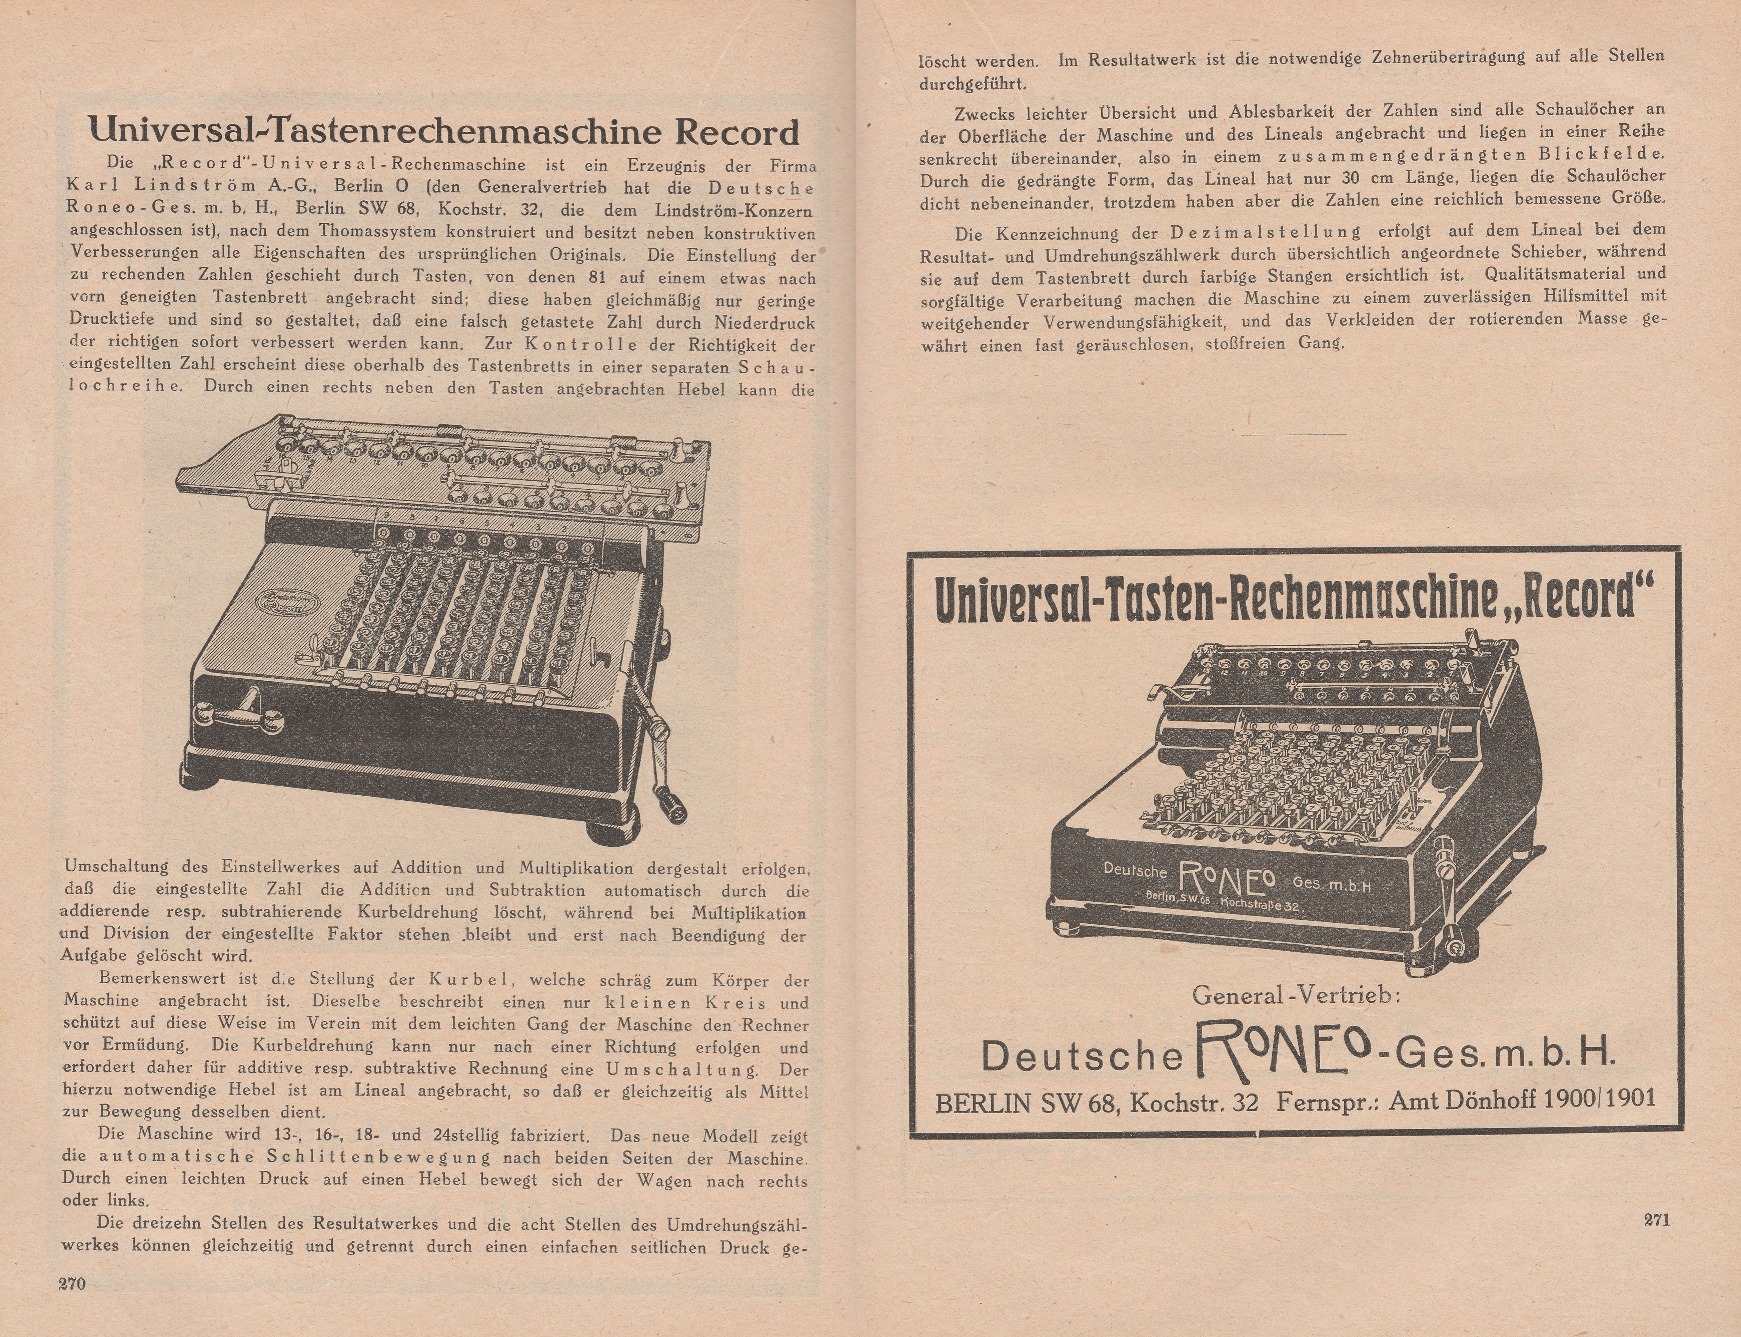 Universal-Tastenrechenmaschine Record
Die „Record"-Universal-Rechenmaschine ist ein Erzeugnis der Firma
Karl Lindström A.-G., Berlin O (den Generalvertrieb hat die Deutsche
Roneo-Ges. m. b. H., Berlin SW 68, Kochstr. 32, die dem Lindström-Konzern
angeschlossen ist), nach dem Thomassystem konstruiert und besitzt neben konstruktiven
Verbesserungen alle Eigenschaften des ursprünglichen Originals. Die Einstellung der
zu rechenden Zahlen geschieht durch Tasten, von denen 81 auf einem etwas nach
vorn geneigten Tastenbrett angebracht sind; diese haben gleichmäßig nur geringe
Drucktiefe und sind so gestaltet, daß eine falsch getastete Zahl durch Niederdruck
der richtigen sofort verbessert werden kann. Zur Kontrolle der Richtigkeit der
eingestellten Zahl erscheint diese oberhalb des Tastenbretts in einer separaten Schau-
lochreihe. Durch einen rechts neben den Tasten angebrachten Hebel kann die
Umschaltung des Einstellwerkes auf Addition und Multiplikation dergestalt erfolgen,
daß die eingestellte Zahl die Addition und Subtraktion automatisch durch die
addierende resp. subtrahierende Kurbeldrehung löscht, während bei Multiplikation
und Division der eingestellte Faktor stehen bleibt und erst nach Beendigung der
Aufgabe gelöscht wird.
Bemerkenswert ist die Stellung der Kurbel, welche schräg zum Körper der
Maschine angebracht ist. Dieselbe beschreibt einen nur kleinen Kreis und
schützt auf diese Weise im Verein mit dem leichten Gang der Maschine den Rechner
vor Ermüdung. Die Kurbeldrehung kann nur nach einer Richtung erfolgen und
erfordert daher für additive resp. subtraktive Rechnung eine Umschaltung. Der
hierzu notwendige Hebel ist am Lineal angebracht, so daß er gleichzeitig als Mittel
zur Bewegung desselben dient.
Die Maschine wird 13-, 16-, 18- und 24stellig fabriziert. Das neue Modell zeigt
die automatische Schlittenbewegung nach beiden Seiten der Maschine.
Durch einen leichten Druck auf einen Hebel bewegt sich der Wagen nach rechts
oder links.
Die dreizehn Stellen des Resultatwerkes und die acht Stellen des Umdrehungszähl-
werkes können gleichzeitig und getrennt durch einen einfachen seitlichen Druck ge-
270
löscht werden. Im Resultatwerk ist die notwendige Zehnerübertragung auf alle Stellen
durchgeführt.
Zwecks leichter Übersicht und Ablesbarkeit der Zahlen sind alle Schaulöcher an
der Oberfläche der Maschine und des Lineals angebracht und liegen in einer Reihe
senkrecht übereinander, also in einem zusammengedrängten Blickfelde.
Durch die gedrängte Form, das Lineal hat nur 30 cm Länge, liegen die Schaulöcher
dicht nebeneinander, trotzdem haben aber die Zahlen eine reichlich bemessene Größe.
Die Kennzeichnung der Dezimalstellung erfolgt auf dem Lineal bei dem
Resultat- und Umdrehungszählwerk durch übersichtlich angeordnete Schieber, während
sie auf dem Tastenbrett durch farbige Stangen ersichtlich ist. Qualitätsmaterial und
sorgfältige Verarbeitung machen die Maschine zu einem zuverlässigen Hilfsmittel mit
weitgehender Verwendungsfähigkeit, und das Verkleiden der rotierenden Masse ge-
währt einen fast geräuschlosen, stoßfreien Gang.
Universal-Tasten-Rechenmaschine „Record"
Deutsche RONEO Ges. m.b.H
Berlin, S.W.68 Kochstraße 32.
General-Vertrieb:
Deutsche RONEO-Ges. m. b. H.
BERLIN SW 68, Kochstr. 32 Fernspr.: Amt Dönhoff 1900/1901
271